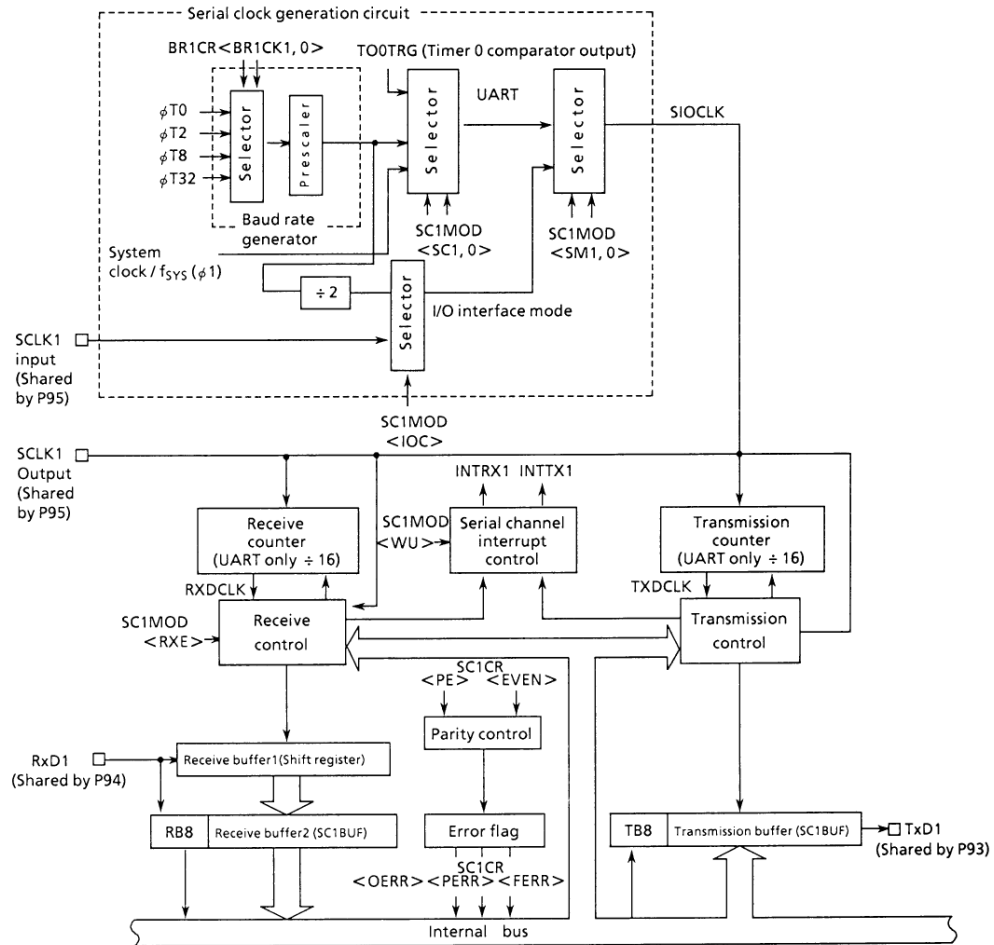 Serial clock generation circuit
BR1CR<BR1CK1, 0>
TO0TRG (Timer 0 comparator output)
UART
SIOCLK
φT0
φT2
φT8
φT32
Selector
Prescaler
Selector
Selector
Baud rate
generator
SC1MOD
<SC1, 0>
SC1MOD
<SM1, 0>
System
clock / fSYS (φ1)
÷ 2
Selector
I/O interface mode
SCLK1
input
(Shared
by P95)
SC1MOD
<IOC>
SCLK1
Output
(Shared
by P95)
INTRX1 INTTX1
Receive
counter
(UART only ÷ 16)
SC1MOD
<WU>
Serial channel
interrupt
control
Transmission
counter
(UART only ÷ 16)
RXDCLK
TXDCLK
SC1MOD
<RXE>
Receive
control
Transmission
control
SC1CR
<PE> <EVEN>
Parity control
RxD1
(Shared by P94)
Receive buffer1(Shift register)
RB8 Receive buffer2 (SC1BUF)
Error flag
TB8 Transmission buffer (SC1BUF)
TxD1
(Shared by P93)
SC1CR
<OERR> <PERR> <FERR>
Internal bus